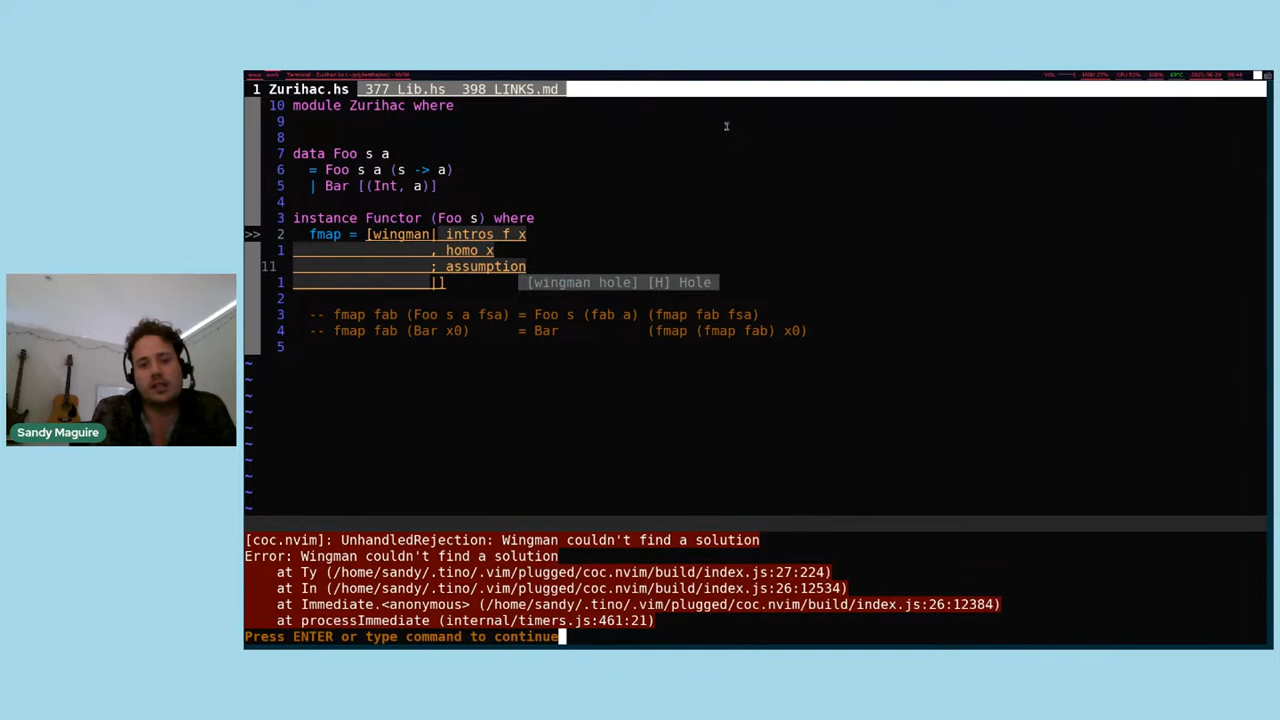 1 Zurihac.hs  377 Lib.hs  398 LINKS.md
10 module Zurihac where
9
8
7 data Foo s a
6   = Foo s a (s -> a)
5   | Bar [(Int, a)]
4
3 instance Functor (Foo s) where
>> 2   fmap = [wingman| intros f x
1                  , homo x
11                  ; assumption
1                  |]         [wingman hole] [H] Hole
2
3   -- fmap fab (Foo s a fsa) = Foo s (fab a) (fmap fab fsa)
4   -- fmap fab (Bar x0)      = Bar           (fmap (fmap fab) x0)
5
~
~
~
~
~
~
~
~
~
~
[coc.nvim]: UnhandledRejection: Wingman couldn't find a solution
Error: Wingman couldn't find a solution
    at Ty (/home/sandy/.tino/.vim/plugged/coc.nvim/build/index.js:27:224)
    at In (/home/sandy/.tino/.vim/plugged/coc.nvim/build/index.js:26:12534)
    at Immediate.<anonymous> (/home/sandy/.tino/.vim/plugged/coc.nvim/build/index.js:26:12384)
    at processImmediate (internal/timers.js:461:21)
Press ENTER or type command to continue
Sandy Maguire